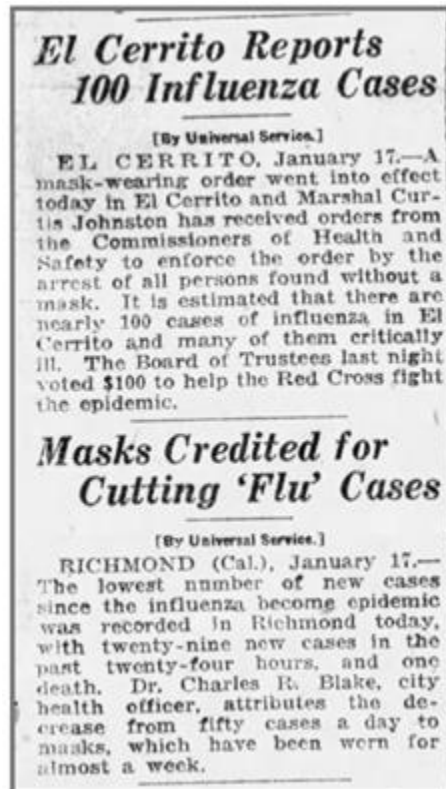 El Cerrito Reports
100 Influenza Cases
[By Universal Service.]
EL CERRITO, January 17.—A
mask-wearing order went into effect
today in El Cerrito and Marshal Cur-
tis Johnston has received orders from
the Commissioners of Health and
Safety to enforce the order by the
arrest of all persons found without a
mask. It is estimated that there are
nearly 100 cases of influenza in El
Cerrito and many of them critically
ill. The Board of Trustees last night
voted $100 to help the Red Cross fight
the epidemic.
Masks Credited for
Cutting ‘Flu’ Cases
[By Universal Service.]
RICHMOND (Cal.), January 17.—
The lowest number of new cases
since the influenza become epidemic
was recorded in Richmond today,
with twenty-nine new cases in the
past twenty-four hours, and one
death. Dr. Charles R. Blake, city
health officer, attributes the de-
crease from fifty cases a day to
masks, which have been worn for
almost a week.